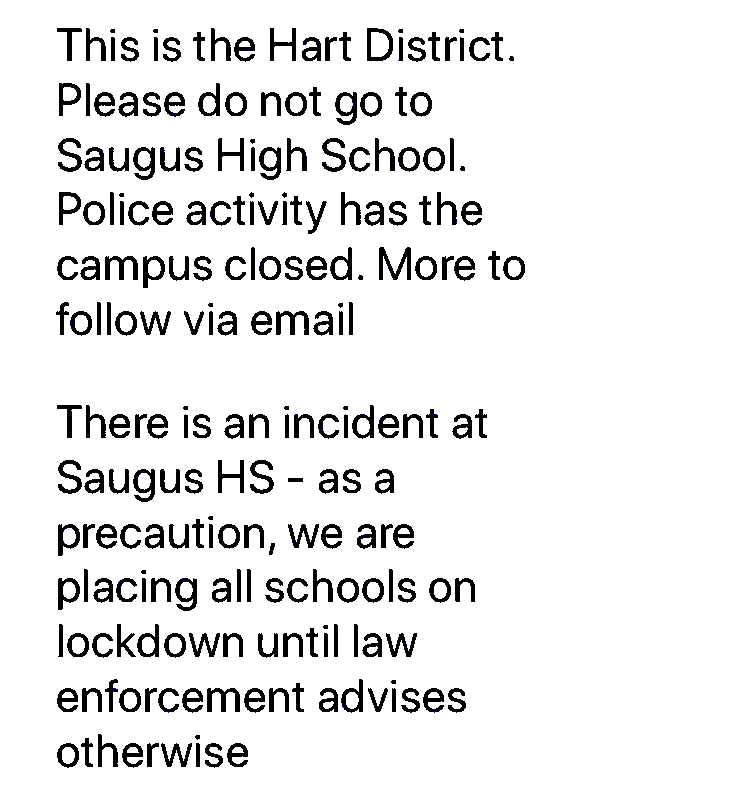 This is the Hart District.
Please do not go to
Saugus High School.
Police activity has the
campus closed. More to
follow via email
There is an incident at
Saugus HS - as a
precaution, we are
placing all schools on
lockdown until law
enforcement advises
otherwise